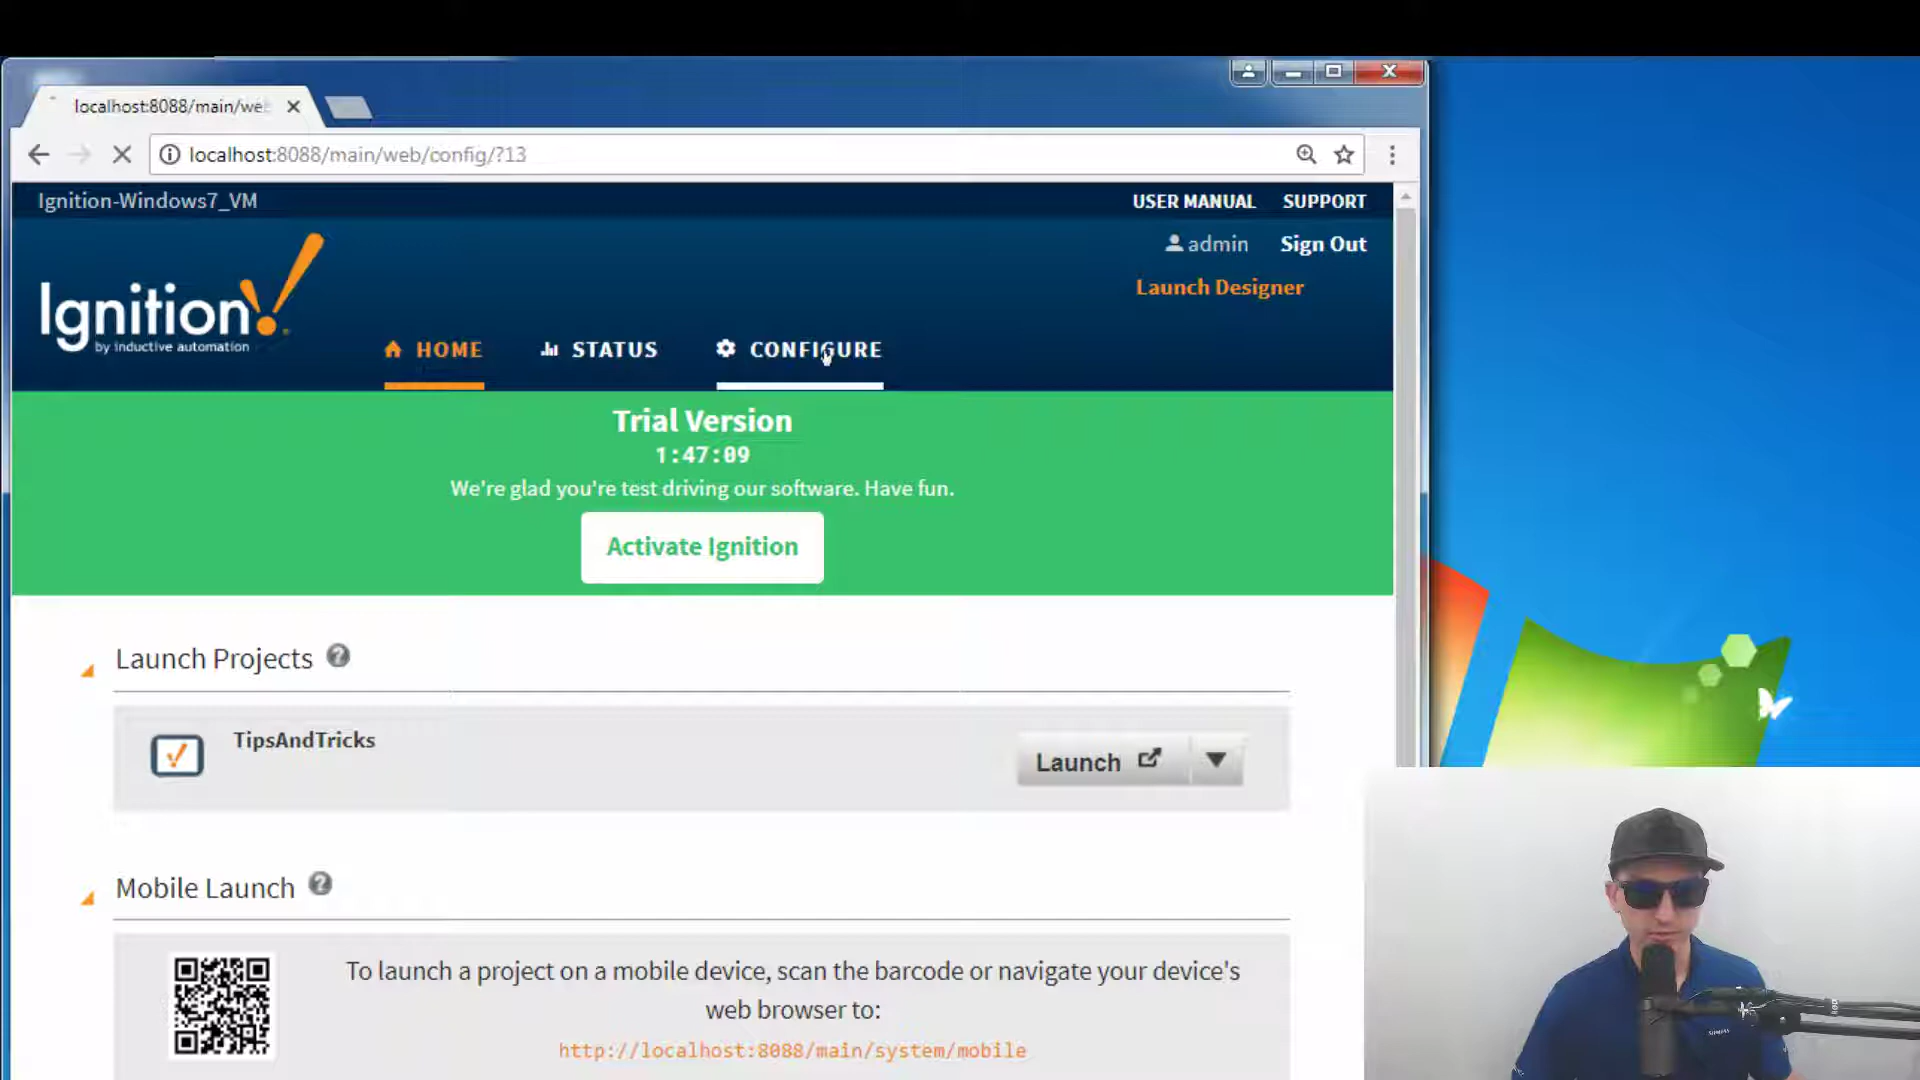 localhost:8088/main/we
localhost:8088/main/web/config/?13
Ignition-Windows7_VM
USER MANUAL SUPPORT
admin Sign Out
Launch Designer
Ignition!
by inductive automation
HOME STATUS CONFIGURE
Trial Version
1:47:09
We're glad you're test driving our software. Have fun.
Activate Ignition
Launch Projects
TipsAndTricks
Launch
Mobile Launch
To launch a project on a mobile device, scan the barcode or navigate your device's
web browser to:
http://localhost:8088/main/system/mobile
SIEMENS